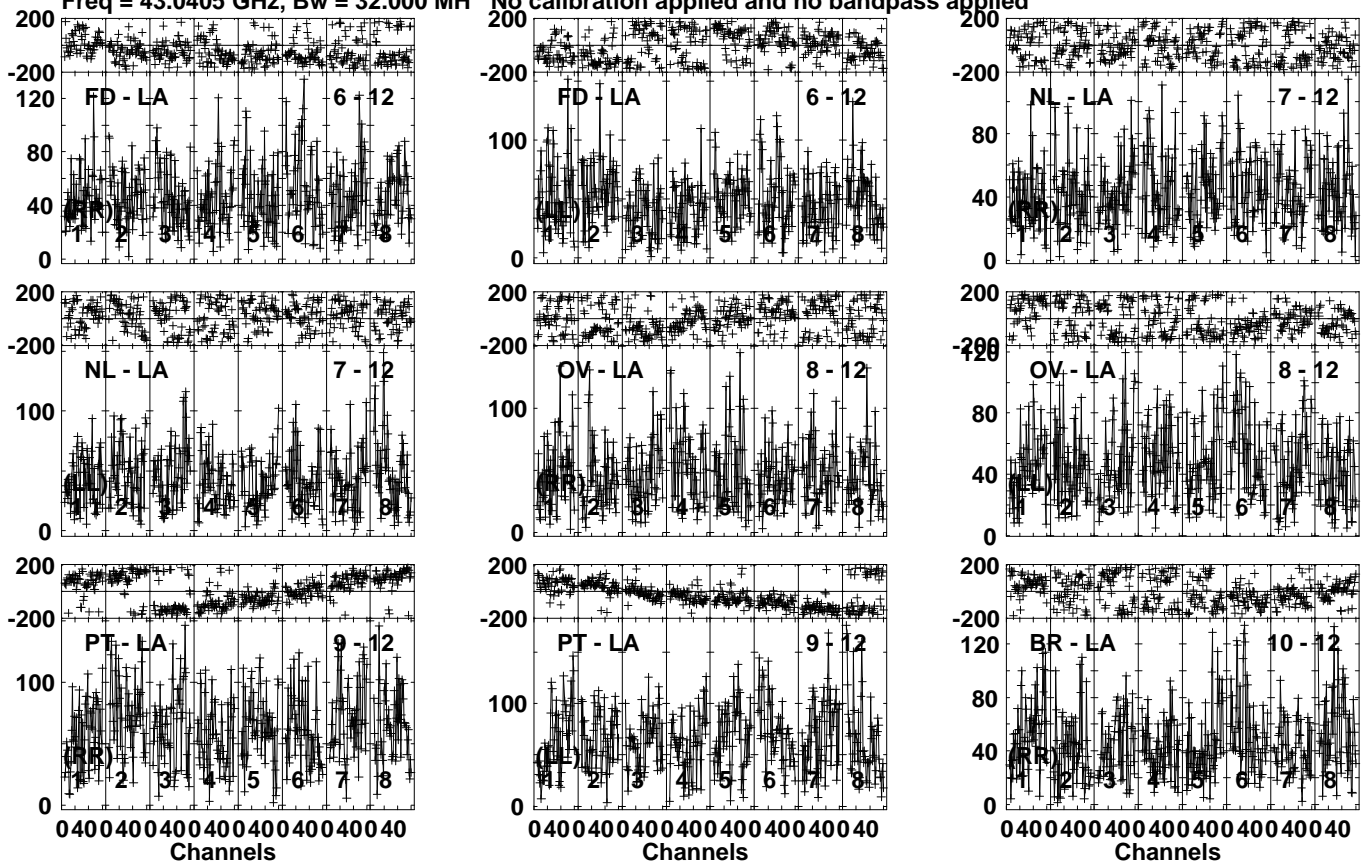 Freq = 43.0405 GHz, Bw = 32.000 MH No calibration applied and no bandpass applied
200
-200
120
80
40
0
FD - LA 6 - 12
(RR)
1 2 3 4 5 6 7 8
200
-200
100
0
FD - LA 6 - 12
(LL)
1 2 3 4 5 6 7 8
200
-200
80
40
0
NL - LA 7 - 12
(RR)
1 2 3 4 5 6 7 8
200
-200
100
0
NL - LA 7 - 12
(LL)
1 2 3 4 5 6 7 8
200
-200
100
0
OV - LA 8 - 12
(RR)
1 2 3 4 5 6 7 8
200
-200
120
80
40
0
OV - LA 8 - 12
(LL)
1 2 3 4 5 6 7 8
200
-200
100
0
PT - LA 9 - 12
(RR)
1 2 3 4 5 6 7 8
0 40 0 40 0 40 0 40 0 40 0 40 0 40 0 40
Channels
200
-200
100
0
PT - LA 9 - 12
(LL)
1 2 3 4 5 6 7 8
0 40 0 40 0 40 0 40 0 40 0 40 0 40 0 40
Channels
200
-200
120
80
40
0
BR - LA 10 - 12
(RR)
1 2 3 4 5 6 7 8
0 40 0 40 0 40 0 40 0 40 0 40 0 40 0 40
Channels